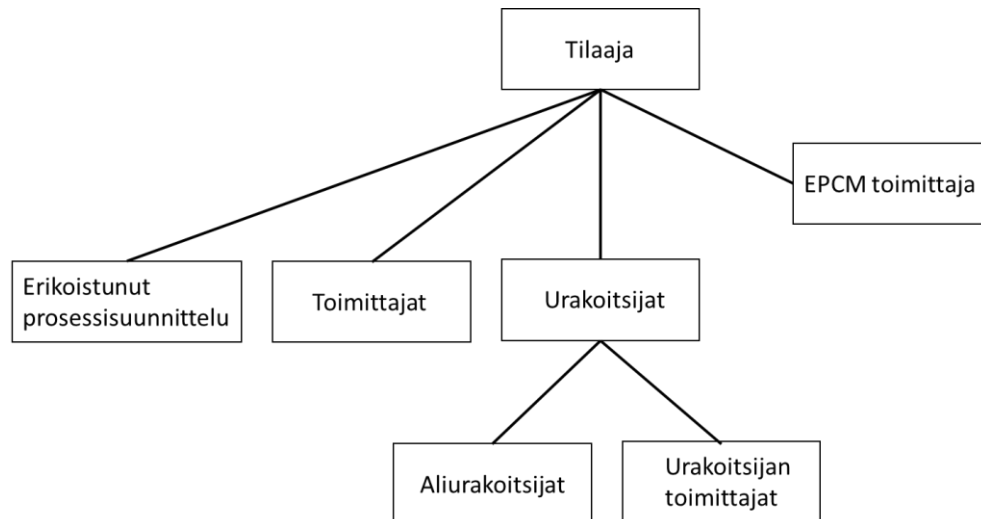 Tilaaja
EPCM toimittaja
Erikoistunut
prosessisuunnittelu
Toimittajat
Urakoitsijat
Aliurakoitsijat
Urakoitsijan
toimittajat